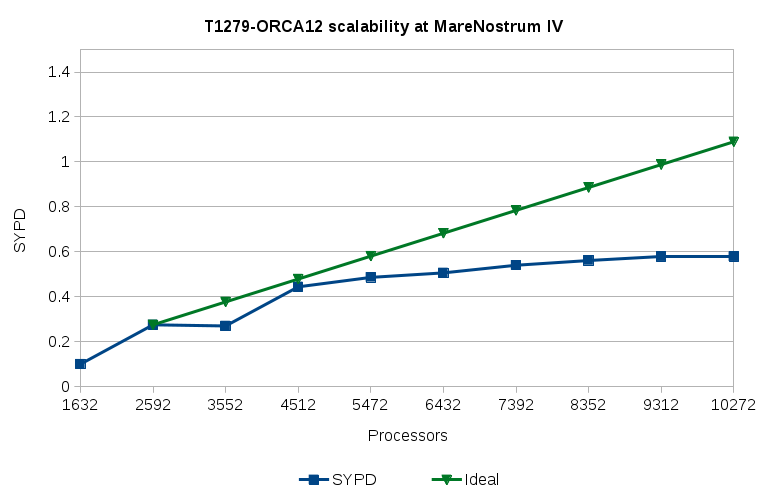 T1279-ORCA12 scalability at MareNostrum IV
1.4
1.2
1
0.8
0.6
0.4
0.2
0
SYPD
1632 2592 3552 4512 5472 6432 7392 8352 9312 10272
Processors
SYPD Ideal